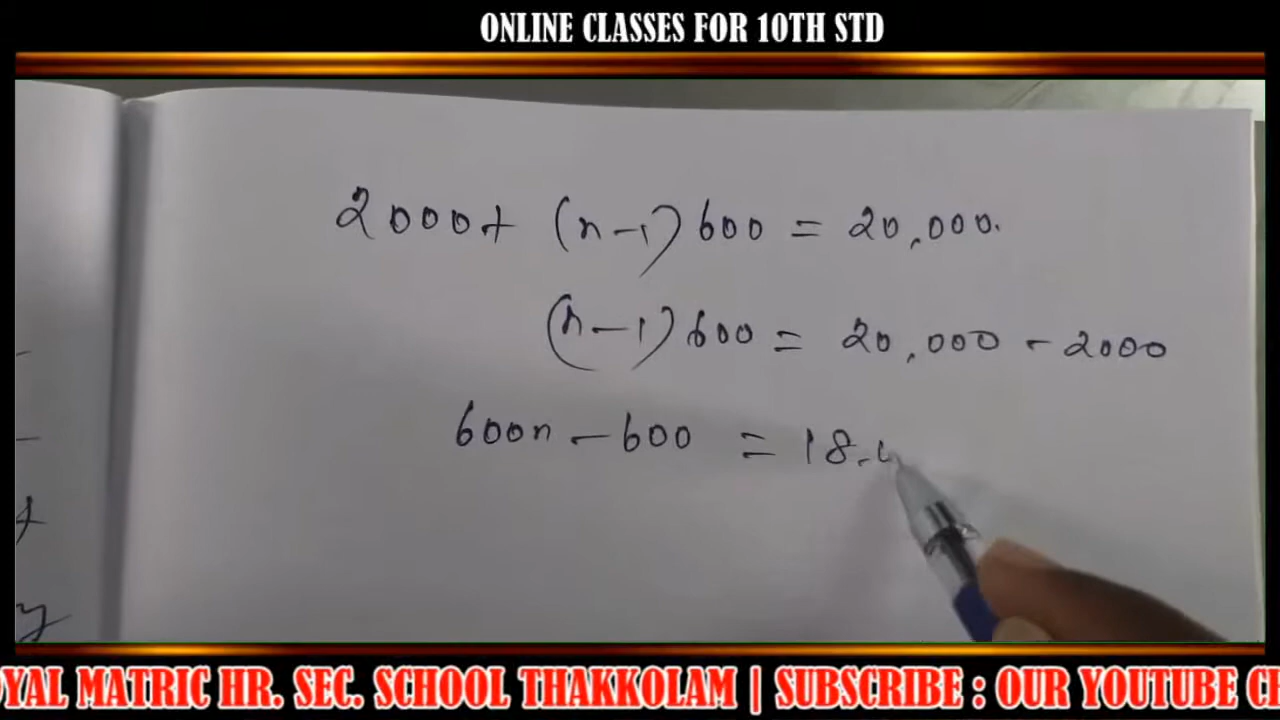 ONLINE CLASSES FOR 10TH STD
2000+ (n-1) 600 = 20,000.
(n-1) 600 = 20,000 - 2000
600n - 600 = 18,
OYAL MATRIC HR. SEC. SCHOOL THAKKOLAM | SUBSCRIBE : OUR YOUTUBE CH